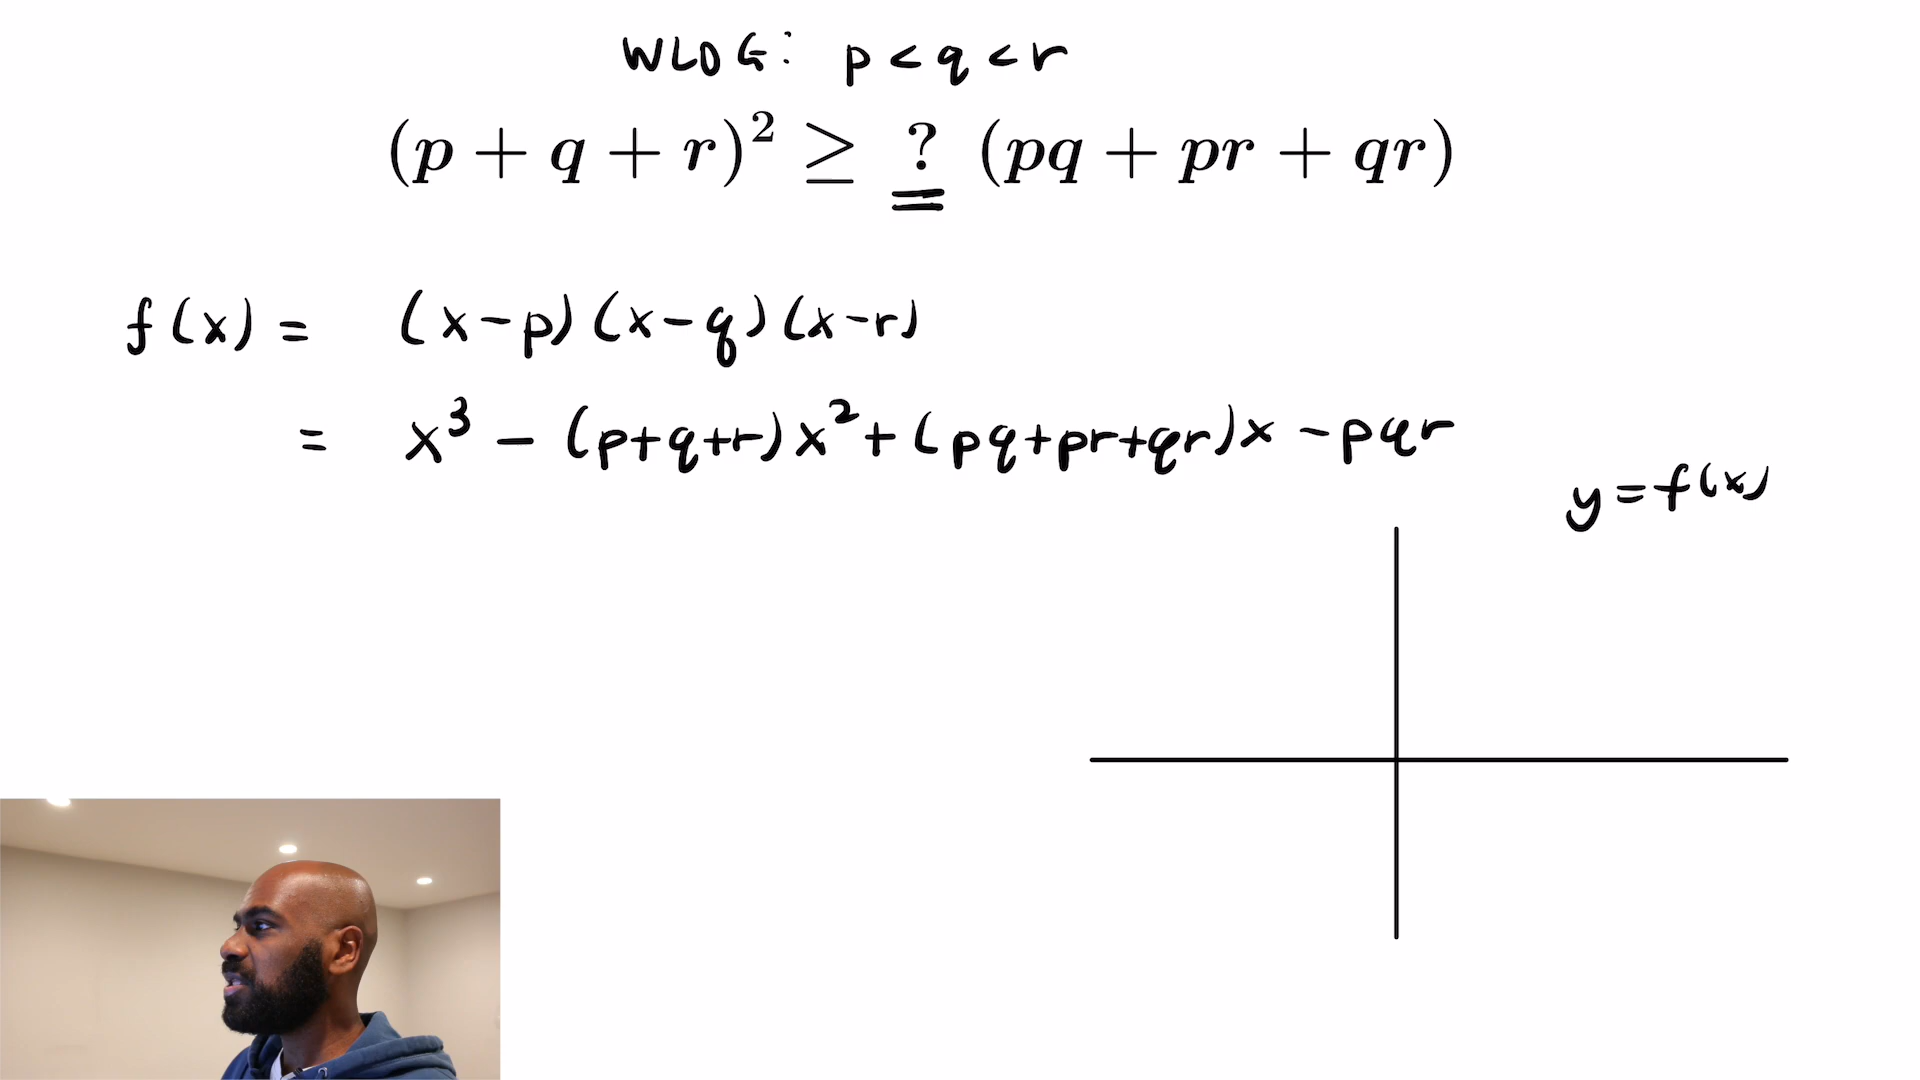 WLOG: p < q < r
(p + q + r)² ≥ ? (pq + pr + qr)
f(x) = (x-p)(x-q)(x-r)
= x³ - (p+q+r)x² + (pq+pr+qr)x - pqr
y = f(x)